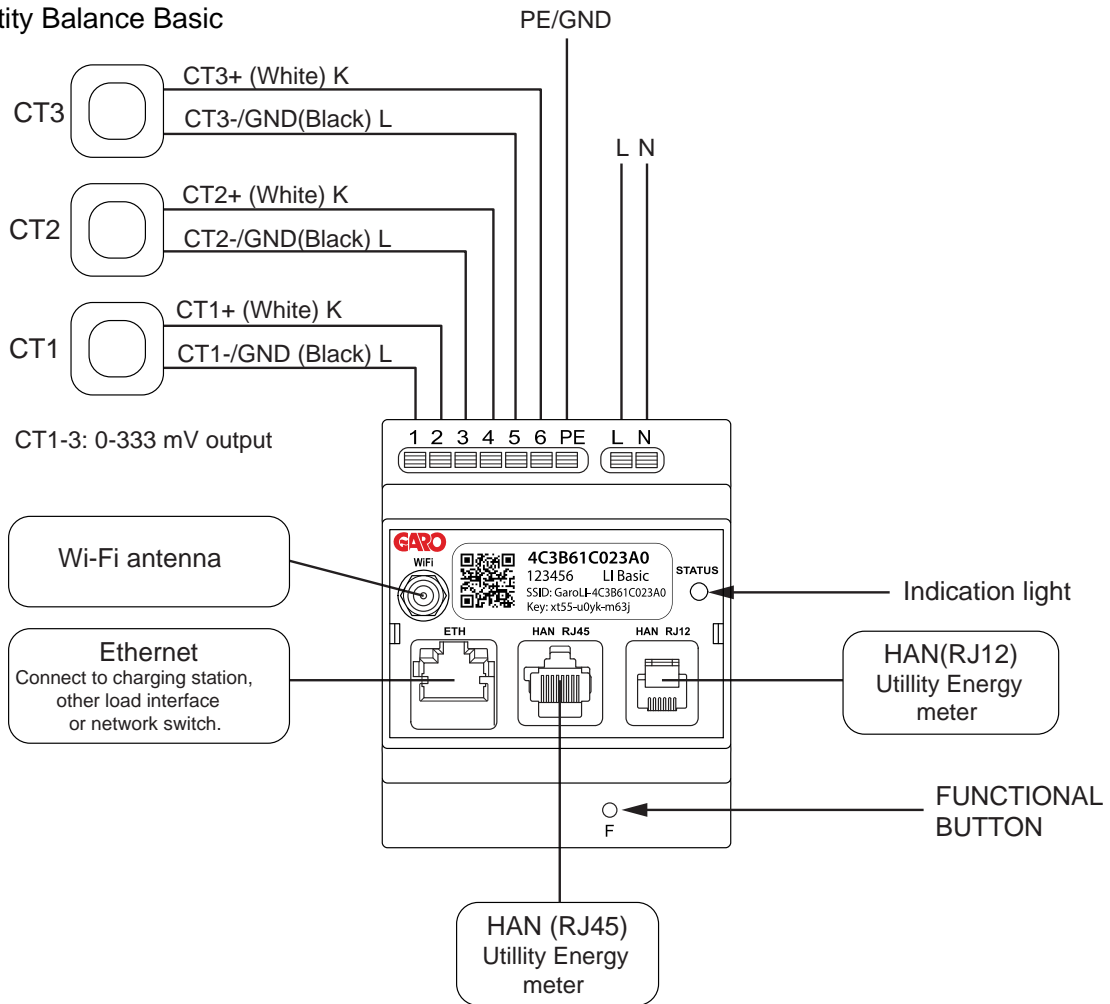 tity Balance Basic
PE/GND
CT3
CT3+ (White) K
CT3-/GND(Black) L
L N
CT2
CT2+ (White) K
CT2-/GND(Black) L
CT1
CT1+ (White) K
CT1-/GND (Black) L
CT1-3: 0-333 mV output
1 2 3 4 5 6 PE L N
Wi-Fi antenna
GARO
WiFi
4C3B61C023A0
123456 LI Basic
SSID: GaroLI-4C3B61C023A0
Key: xt55-u0yk-m63j
STATUS
Indication light
Ethernet
Connect to charging station,
other load interface
or network switch.
ETH
HAN RJ45
HAN RJ12
HAN(RJ12)
Utillity Energy
meter
F
FUNCTIONAL
BUTTON
HAN (RJ45)
Utillity Energy
meter